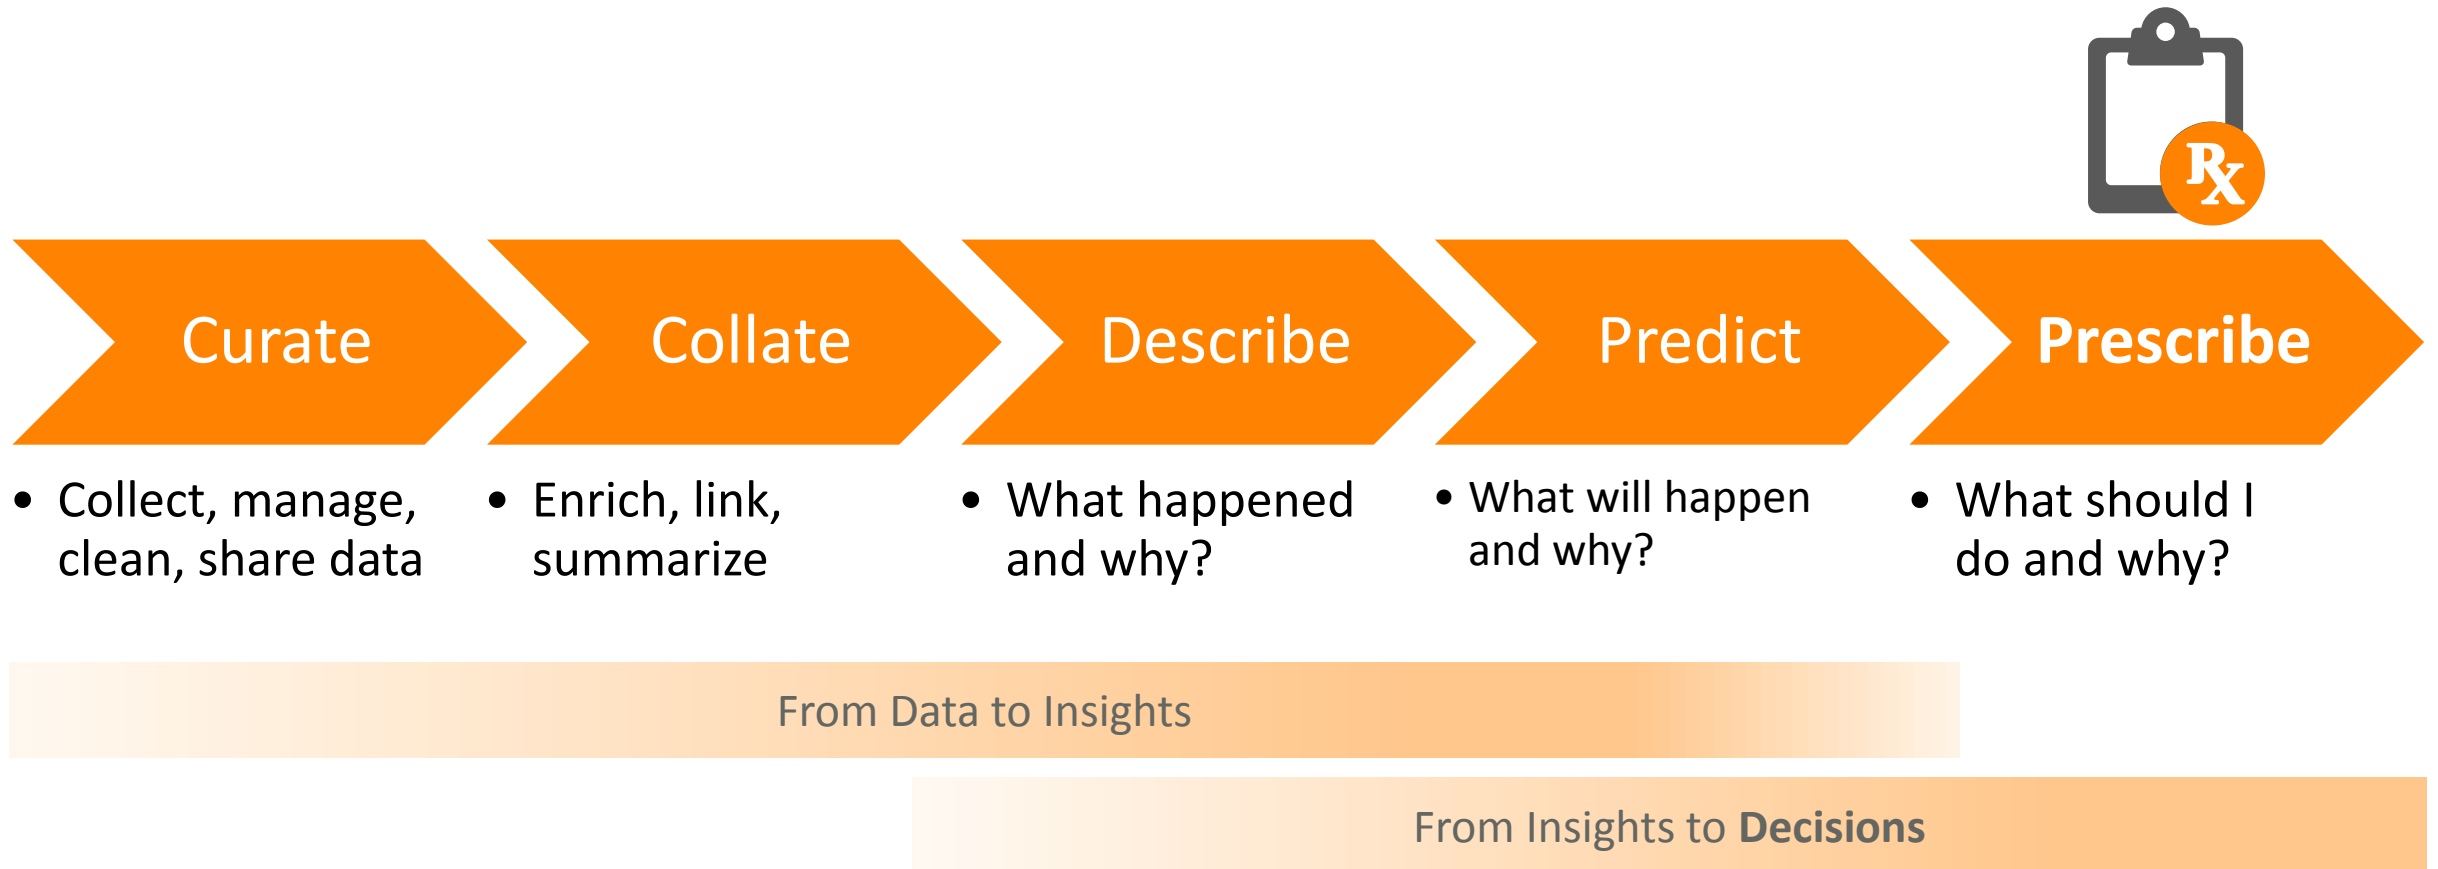 Rx
Curate
Collate
Describe
Predict
Prescribe
• Collect, manage,
clean, share data
• Enrich, link,
summarize
• What happened
and why?
• What will happen
and why?
• What should I
do and why?
From Data to Insights
From Insights to Decisions